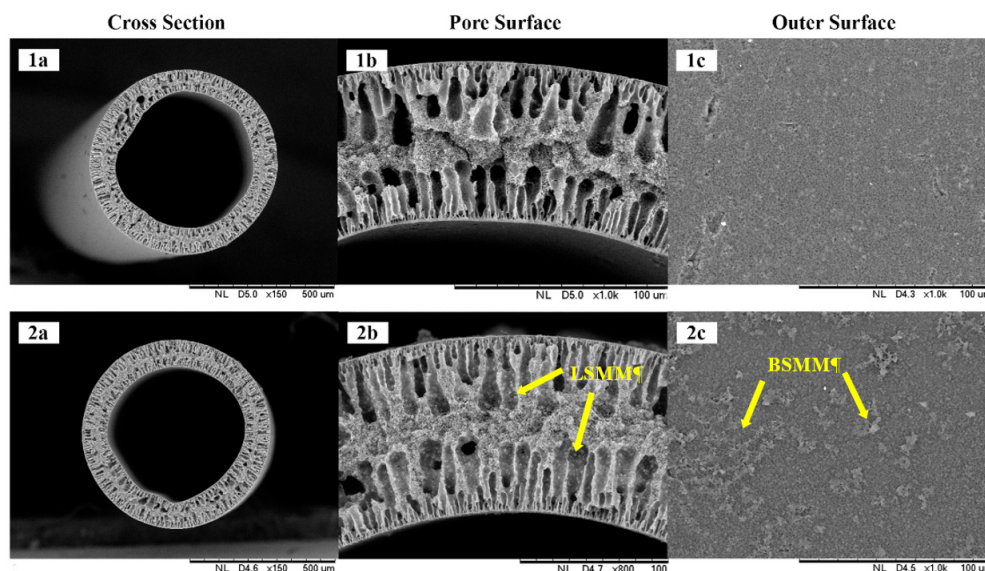 Cross Section
Pore Surface
Outer Surface
1a
1b
1c
NL D5.0 x150 500 um
NL D5.0 x1.0k 100 um
NL D4.3 x1.0k 100 um
2a
2b
2c
LSMM¶
BSMM¶
NL D4.6 x150 500 um
NL D4.7 x800 100
NL D4.5 x1.0k 100 um